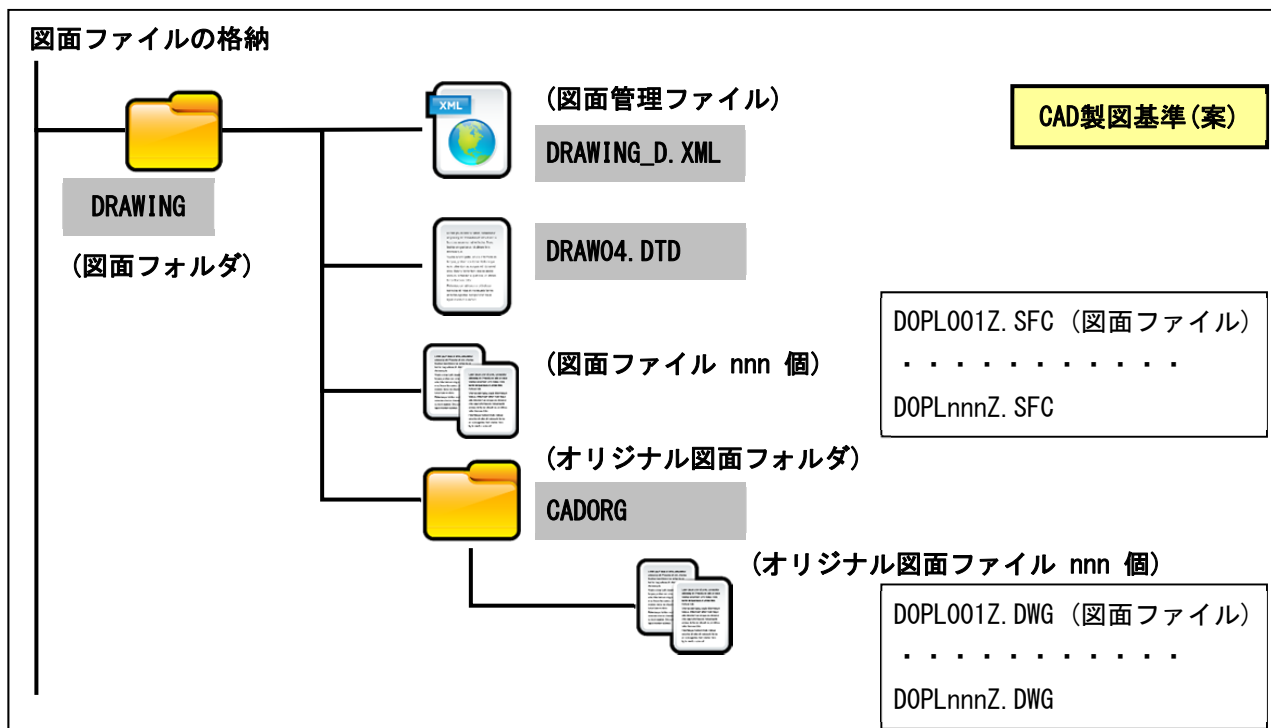 図面ファイルの格納
XML
(図面管理ファイル)
DRAWING_D.XML
CAD製図基準(案)
DRAWING
(図面フォルダ)
DRAW04.DTD
(図面ファイル nnn 個)
D0PL001Z.SFC (図面ファイル)
・・・・・・・・・・・
D0PLnnnZ.SFC
(オリジナル図面フォルダ)
CADORG
(オリジナル図面ファイル nnn 個)
D0PL001Z.DWG (図面ファイル)
・・・・・・・・・・・
D0PLnnnZ.DWG